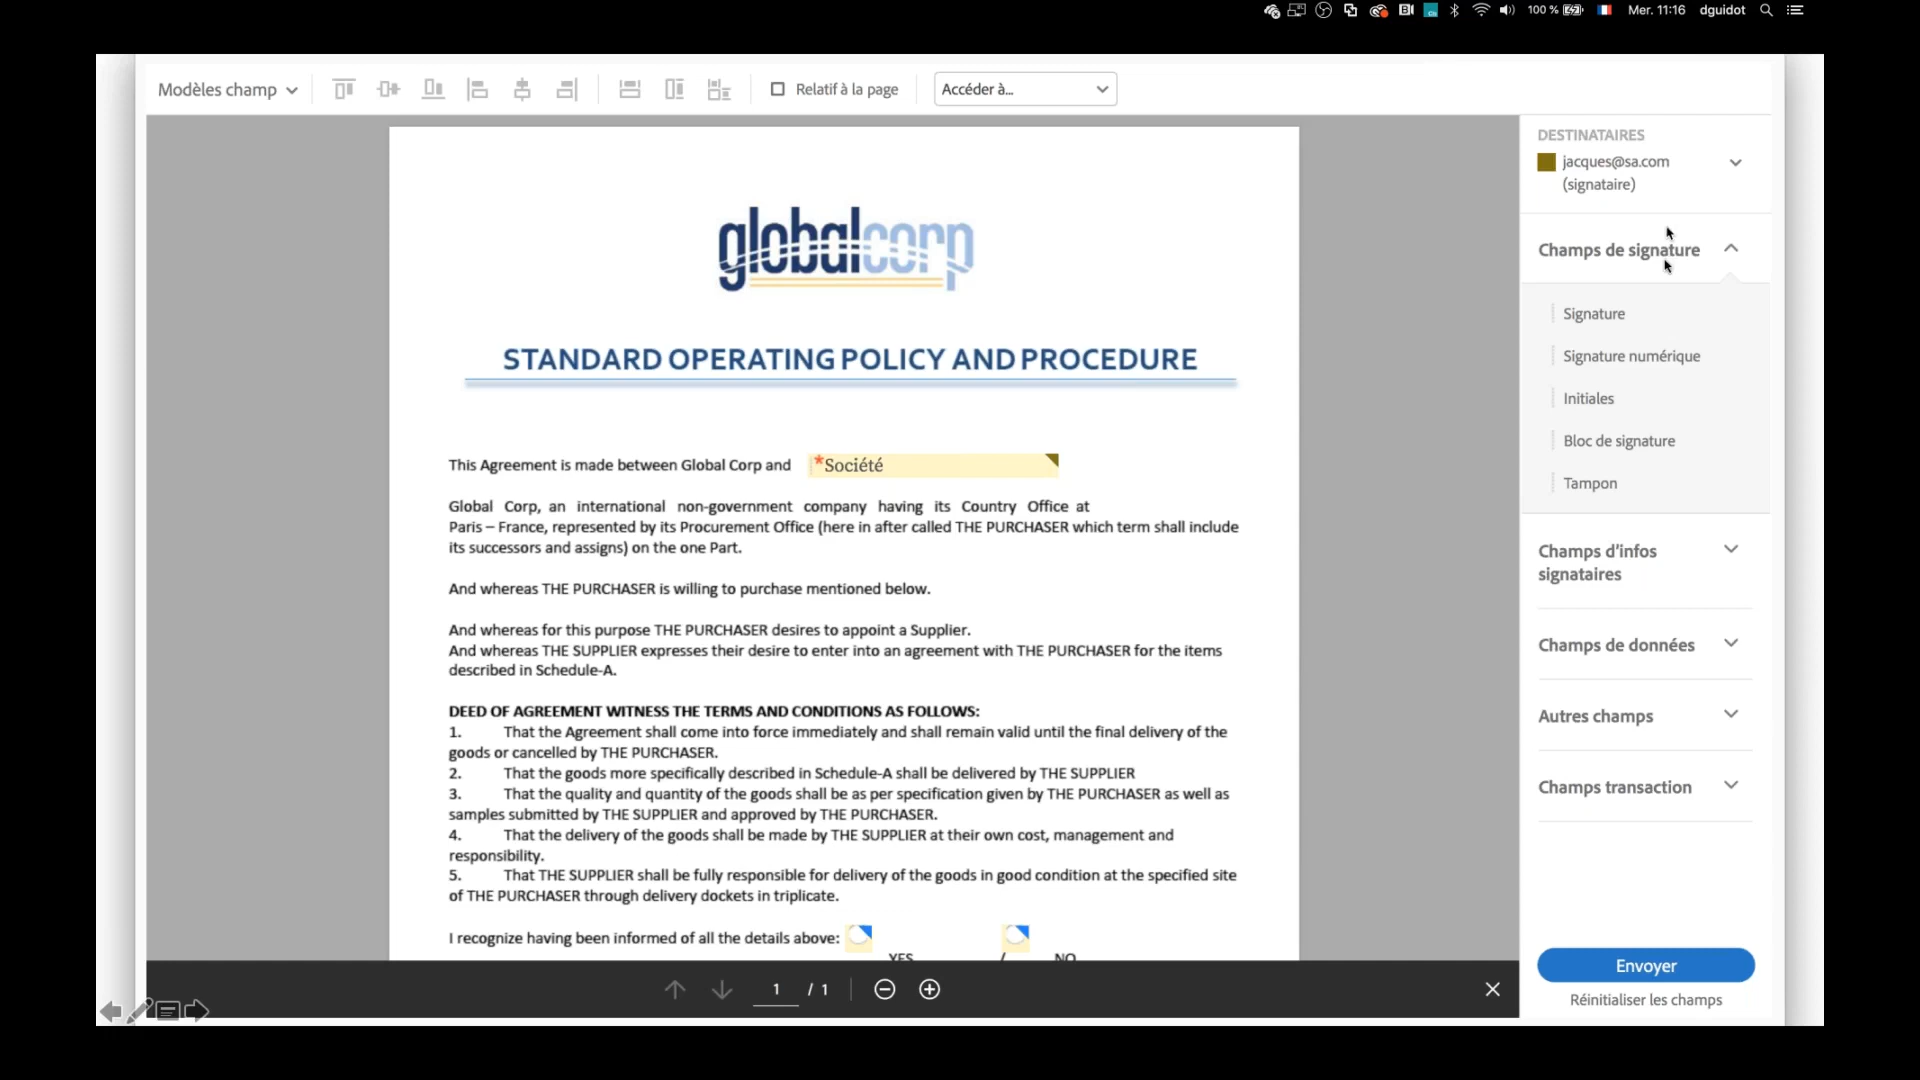 100 % Mer. 11:16 dguidot
Modèles champ Relatif à la page Accéder à...
DESTINATAIRES
jacques@sa.com
(signataire)
Champs de signature
Signature
Signature numérique
Initiales
Bloc de signature
Tampon
Champs d'infos
signataires
Champs de données
Autres champs
Champs transaction
Envoyer
Réinitialiser les champs
globalcorp
STANDARD OPERATING POLICY AND PROCEDURE
This Agreement is made between Global Corp and *Société
Global Corp, an international non-government company having its Country Office at
Paris – France, represented by its Procurement Office (here in after called THE PURCHASER which term shall include
its successors and assigns) on the one Part.
And whereas THE PURCHASER is willing to purchase mentioned below.
And whereas for this purpose THE PURCHASER desires to appoint a Supplier.
And whereas THE SUPPLIER expresses their desire to enter into an agreement with THE PURCHASER for the items
described in Schedule-A.
DEED OF AGREEMENT WITNESS THE TERMS AND CONDITIONS AS FOLLOWS:
1. That the Agreement shall come into force immediately and shall remain valid until the final delivery of the
goods or cancelled by THE PURCHASER.
2. That the goods more specifically described in Schedule-A shall be delivered by THE SUPPLIER
3. That the quality and quantity of the goods shall be as per specification given by THE PURCHASER as well as
samples submitted by THE SUPPLIER and approved by THE PURCHASER.
4. That the delivery of the goods shall be made by THE SUPPLIER at their own cost, management and
responsibility.
5. That THE SUPPLIER shall be fully responsible for delivery of the goods in good condition at the specified site
of THE PURCHASER through delivery dockets in triplicate.
I recognize having been informed of all the details above:
YES / NO
1 / 1